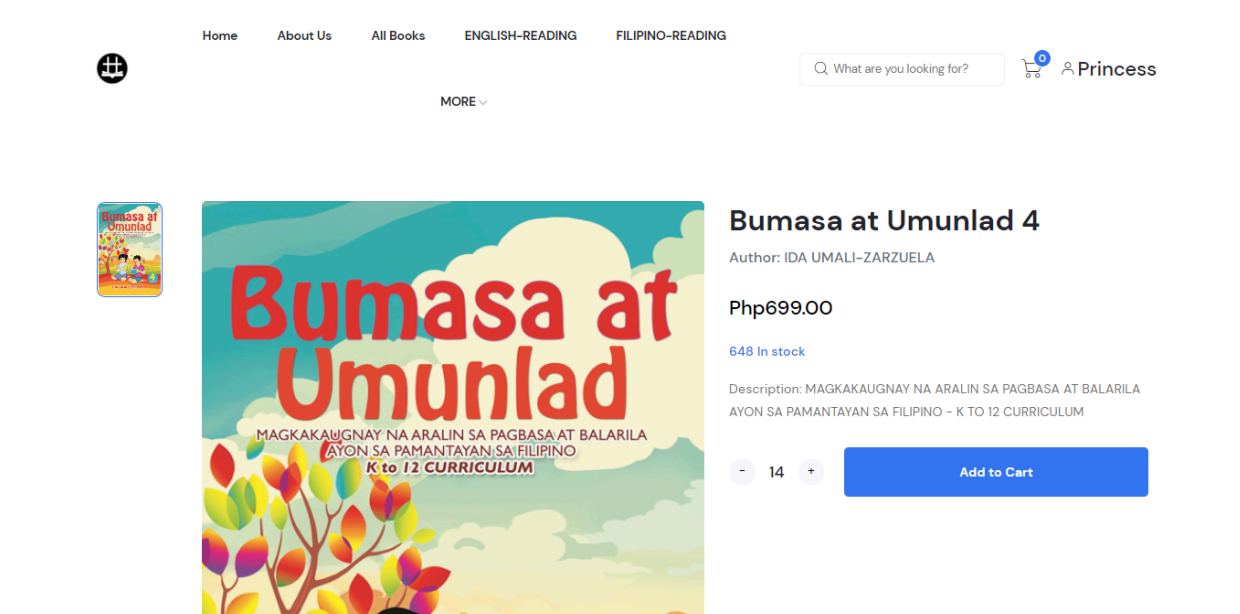 Home About Us All Books ENGLISH-READING FILIPINO-READING
MORE
What are you looking for?
0
Princess
Bumasa at
Umunlad
4
Bumasa at
Umunlad
MAGKAKAUGNAY NA ARALIN SA PAGBASA AT BALARILA
AYON SA PAMANTAYAN SA FILIPINO
K to 12 CURRICULUM
Bumasa at Umunlad 4
Author: IDA UMALI-ZARZUELA
Php699.00
648 In stock
Description: MAGKAKAUGNAY NA ARALIN SA PAGBASA AT BALARILA
AYON SA PAMANTAYAN SA FILIPINO - K TO 12 CURRICULUM
- 14 + Add to Cart